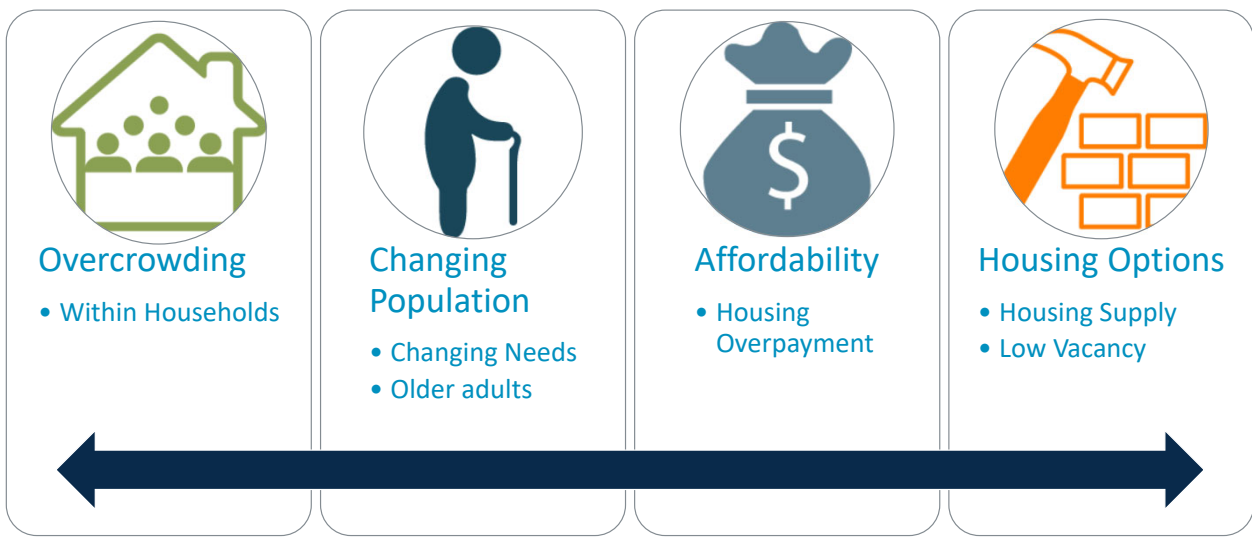 $
Overcrowding
• Within Households
Changing
Population
• Changing Needs
• Older adults
Affordability
• Housing
Overpayment
Housing Options
• Housing Supply
• Low Vacancy